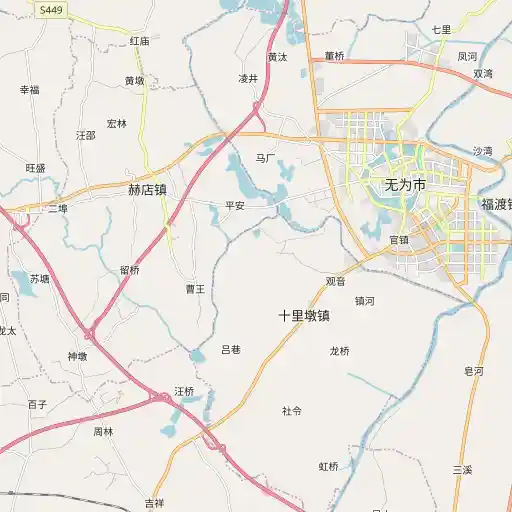 S449
七里
红庙
黄汰
董桥
凤河
凌井
双湾
黄墩
幸福
宏林
汪邵
沙湾
马厂
旺盛
无为市
赫店镇
福渡镇
平安
二埠
官镇
留桥
苏塘
观音
曹王
同
镇河
十里墩镇
龙太
吕巷
龙桥
神墩
皂河
汪桥
百子
社令
周林
虹桥
三溪
吉祥